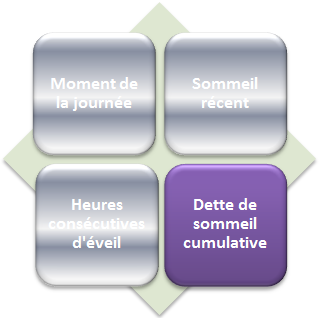 Moment de
la journée
Sommeil
récent
Heures
consécutives
d'éveil
Dette de
sommeil
cumulative